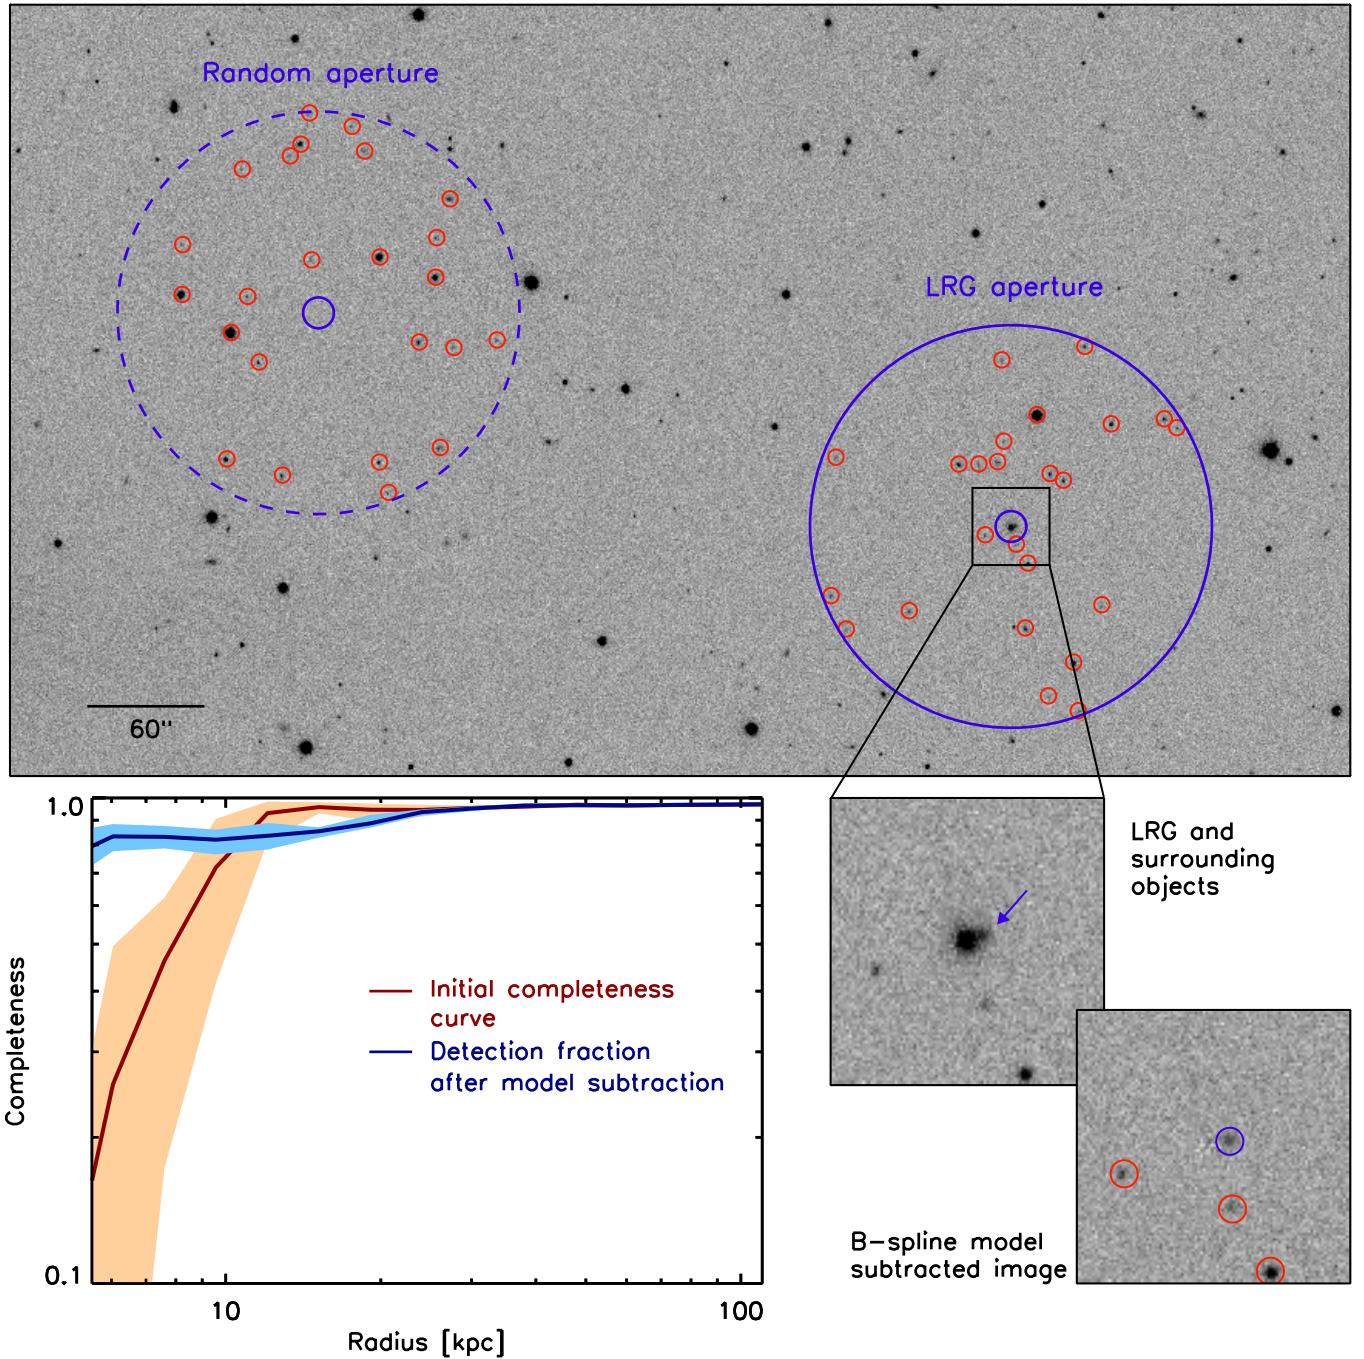 Random aperture
LRG aperture
60"
1.0
0.1
Completeness
10
100
Radius [kpc]
Initial completeness
curve
Detection fraction
after model subtraction
LRG and
surrounding
objects
B-spline model
subtracted image